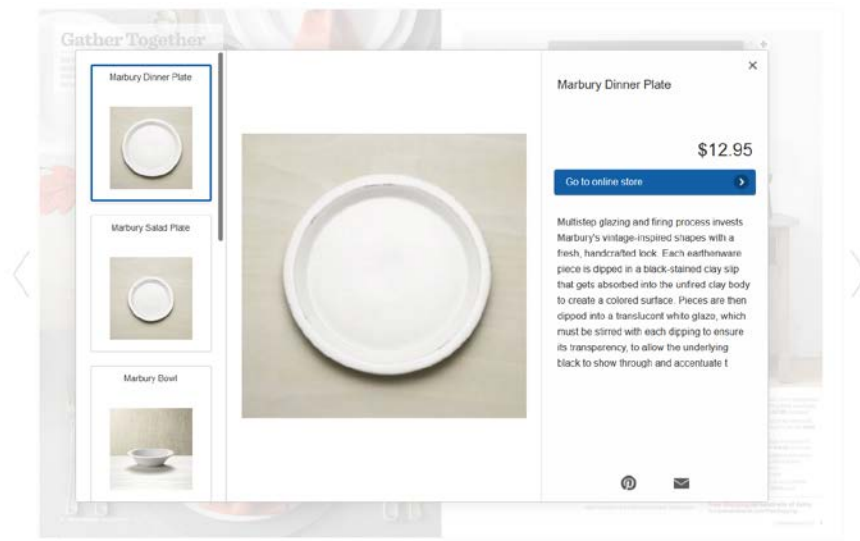 Gather Together
Marbury Dinner Plate
Marbury Salad Plate
Marbury Bowl
Marbury Dinner Plate
$12.95
Go to online store
Multistep glazing and firing process invests
Marbury's vintage-inspired shapes with a
fresh, handcrafted look. Each earthenware
piece is dipped in a black-stained clay slip
that gets absorbed into the unfired clay body
to create a colored surface. Pieces are then
dipped into a translucent white glaze, which
must be stirred with each dipping to ensure
its transparency, to allow the underlying
black to show through and accentuate t